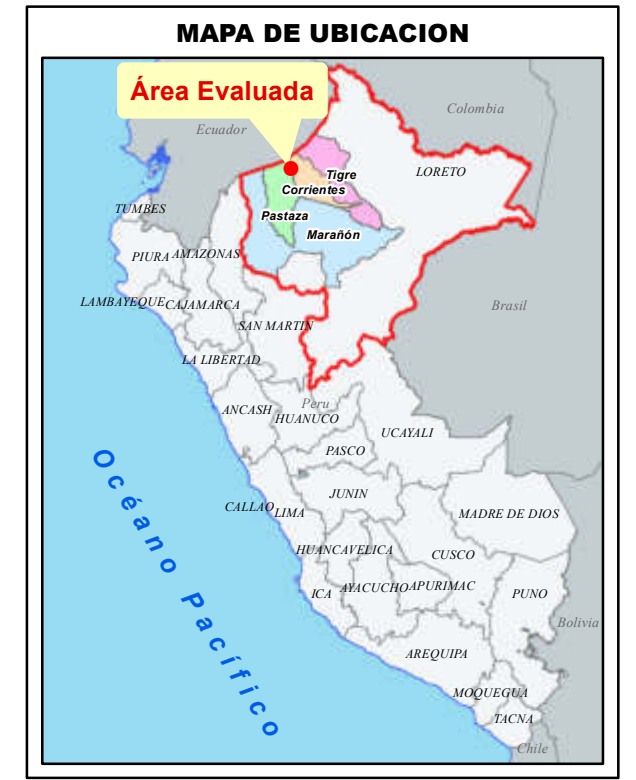 MAPA DE UBICACION
Área Evaluada
Colombia
Ecuador
LORETO
Tigre
Corrientes
Pastaza
Marañón
TUMBES
PIURA
AMAZONAS
LAMBAYEQUE
CAJAMARCA
Brasil
SAN MARTIN
LA LIBERTAD
Peru
ANCASH
HUANUCO
UCAYALI
PASCO
JUNIN
CALLAO
LIMA
MADRE DE DIOS
HUANCAVELICA
CUSCO
ICA
AYACUCHO
APURIMAC
PUNO
Bolivia
AREQUIPA
MOQUEGUA
TACNA
Chile
Océano Pacífico